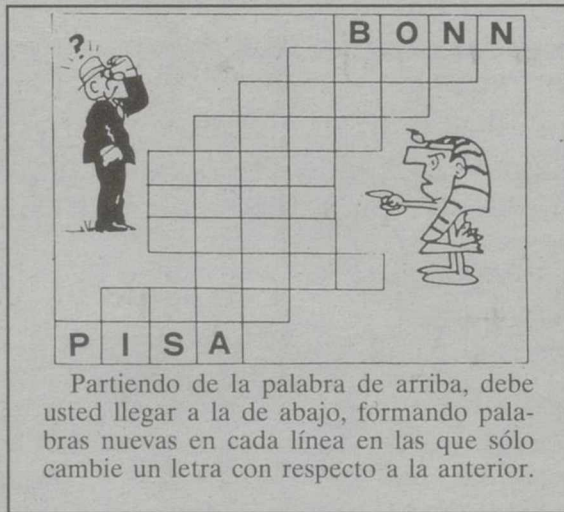 ?
BONN
PISA
Partiendo de la palabra de arriba, debe
usted llegar a la de abajo, formando pala-
bras nuevas en cada línea en las que sólo
cambie un letra con respecto a la anterior.